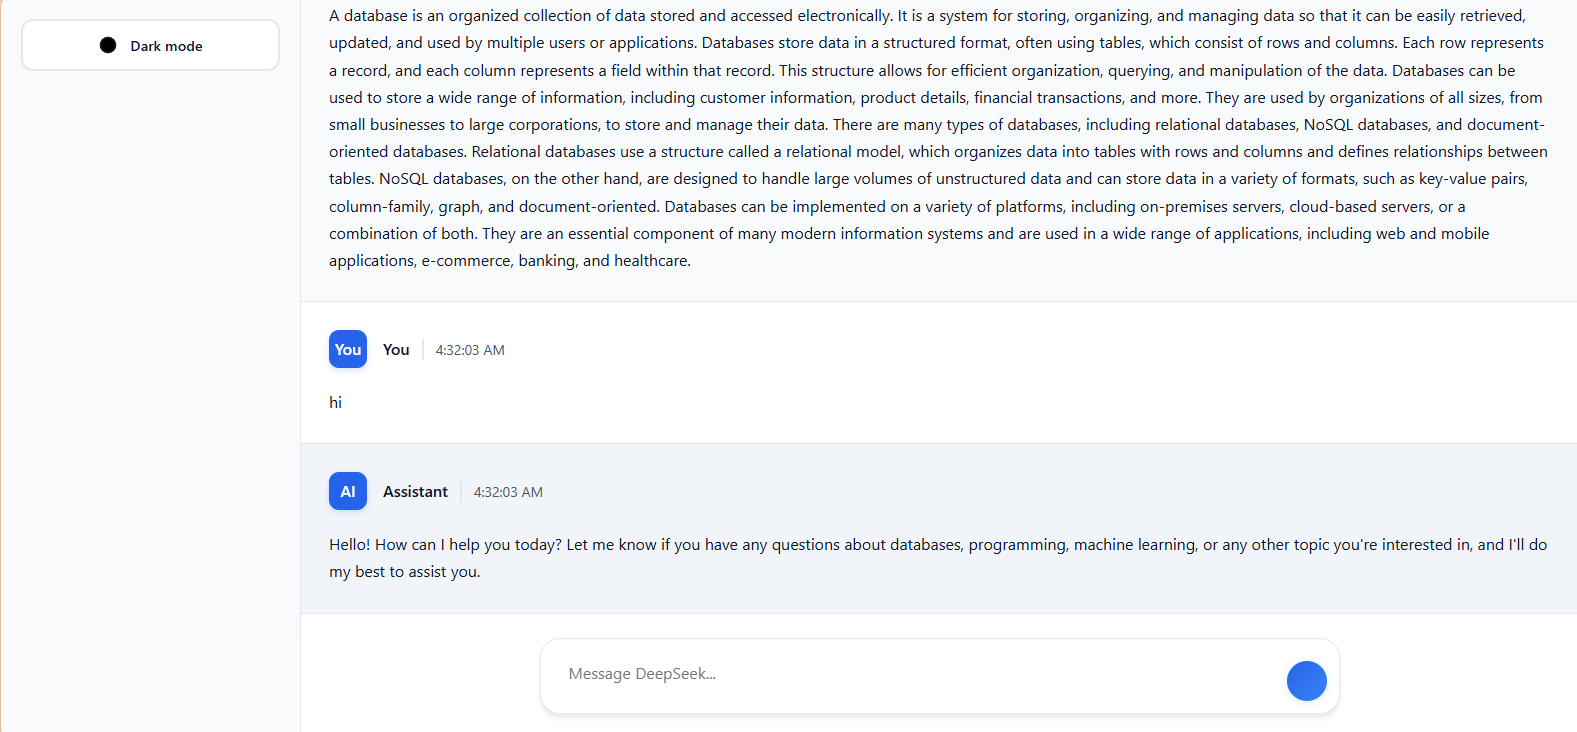 Dark mode
A database is an organized collection of data stored and accessed electronically. It is a system for storing, organizing, and managing data so that it can be easily retrieved,
updated, and used by multiple users or applications. Databases store data in a structured format, often using tables, which consist of rows and columns. Each row represents
a record, and each column represents a field within that record. This structure allows for efficient organization, querying, and manipulation of the data. Databases can be
used to store a wide range of information, including customer information, product details, financial transactions, and more. They are used by organizations of all sizes, from
small businesses to large corporations, to store and manage their data. There are many types of databases, including relational databases, NoSQL databases, and document-
oriented databases. Relational databases use a structure called a relational model, which organizes data into tables with rows and columns and defines relationships between
tables. NoSQL databases, on the other hand, are designed to handle large volumes of unstructured data and can store data in a variety of formats, such as key-value pairs,
column-family, graph, and document-oriented. Databases can be implemented on a variety of platforms, including on-premises servers, cloud-based servers, or a
combination of both. They are an essential component of many modern information systems and are used in a wide range of applications, including web and mobile
applications, e-commerce, banking, and healthcare.
You You 4:32:03 AM
hi
AI Assistant 4:32:03 AM
Hello! How can I help you today? Let me know if you have any questions about databases, programming, machine learning, or any other topic you're interested in, and I'll do
my best to assist you.
Message DeepSeek...